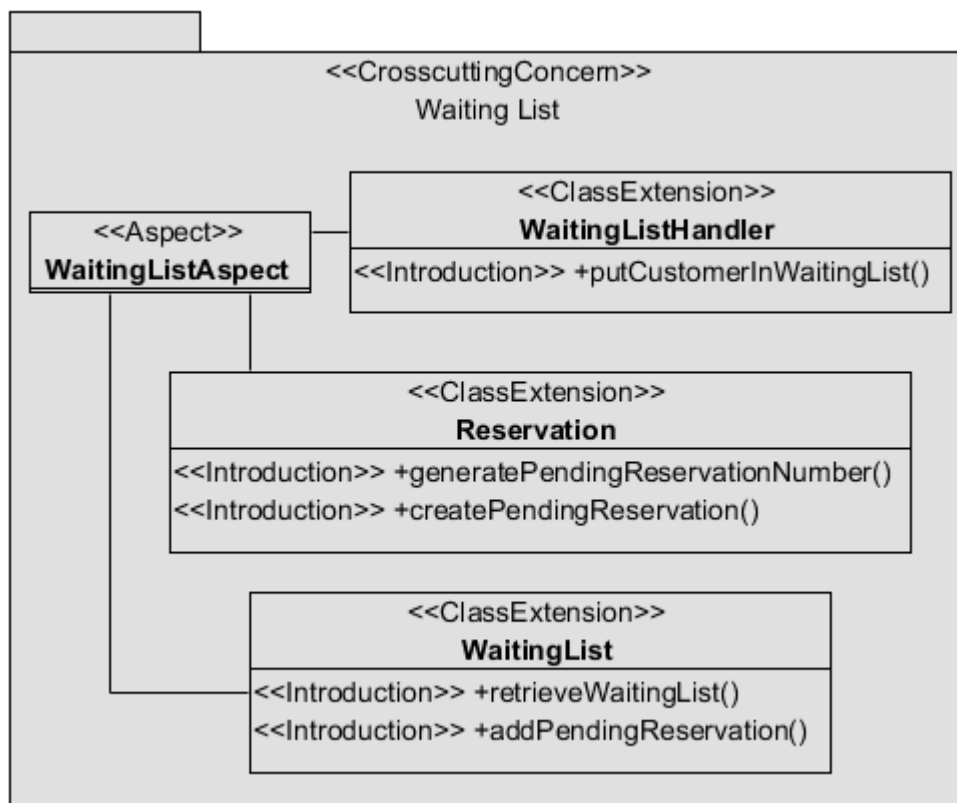 <<CrosscuttingConcern>>
Waiting List
<<Aspect>>
WaitingListAspect
<<ClassExtension>>
WaitingListHandler
<<Introduction>> +putCustomerInWaitingList()
<<ClassExtension>>
Reservation
<<Introduction>> +generatePendingReservationNumber()
<<Introduction>> +createPendingReservation()
<<ClassExtension>>
WaitingList
<<Introduction>> +retrieveWaitingList()
<<Introduction>> +addPendingReservation()